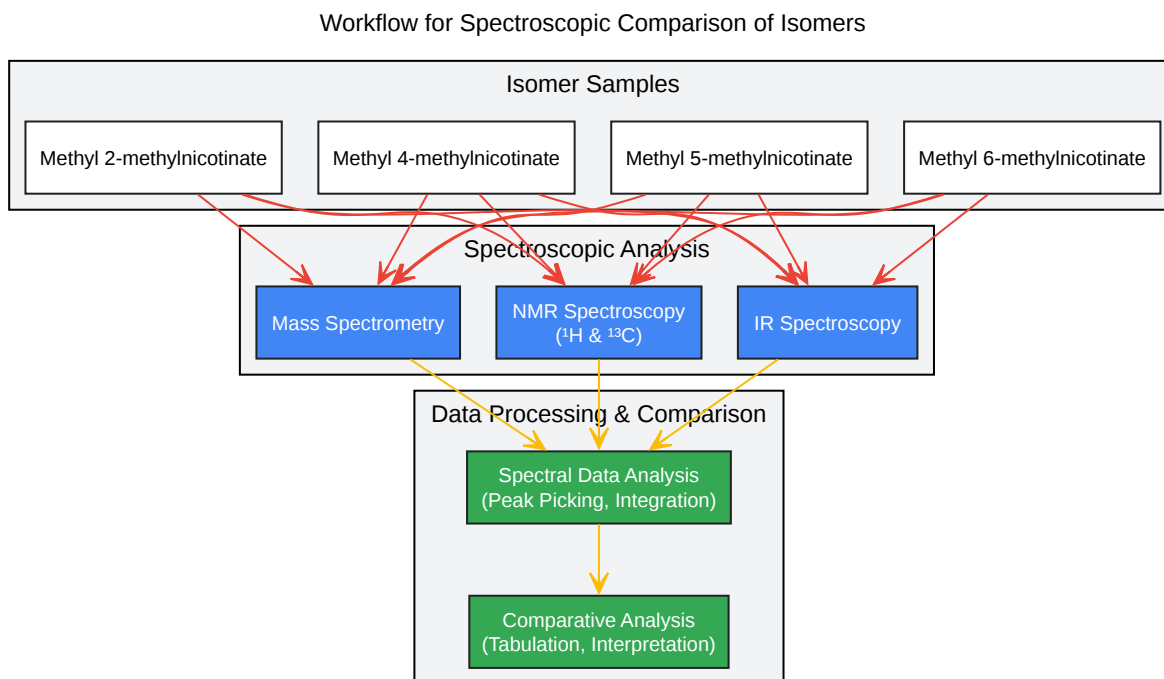 Workflow for Spectroscopic Comparison of Isomers
Isomer Samples
Methyl 2-methylnicotinate
Methyl 4-methylnicotinate
Methyl 5-methylnicotinate
Methyl 6-methylnicotinate
Spectroscopic Analysis
Mass Spectrometry
NMR Spectroscopy
(¹H & ¹³C)
IR Spectroscopy
Data Processing & Comparison
Spectral Data Analysis
(Peak Picking, Integration)
Comparative Analysis
(Tabulation, Interpretation)